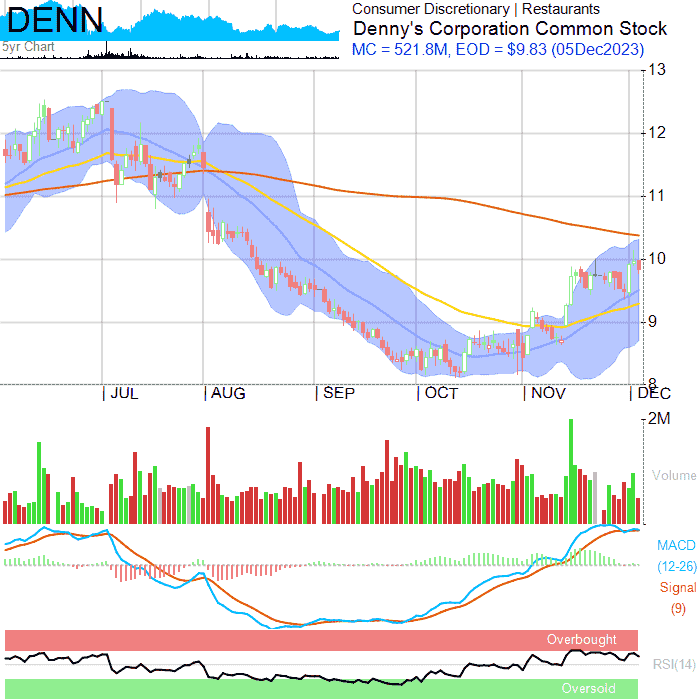 DENN
5yr Chart
Consumer Discretionary | Restaurants
Denny's Corporation Common Stock
MC = 521.8M, EOD = $9.83 (05Dec2023)
13
12
11
10
9
8
JUL AUG SEP OCT NOV DEC
2M
Volume
MACD
(12-26)
Signal
(9)
Overbought
RSI(14)
Oversoid